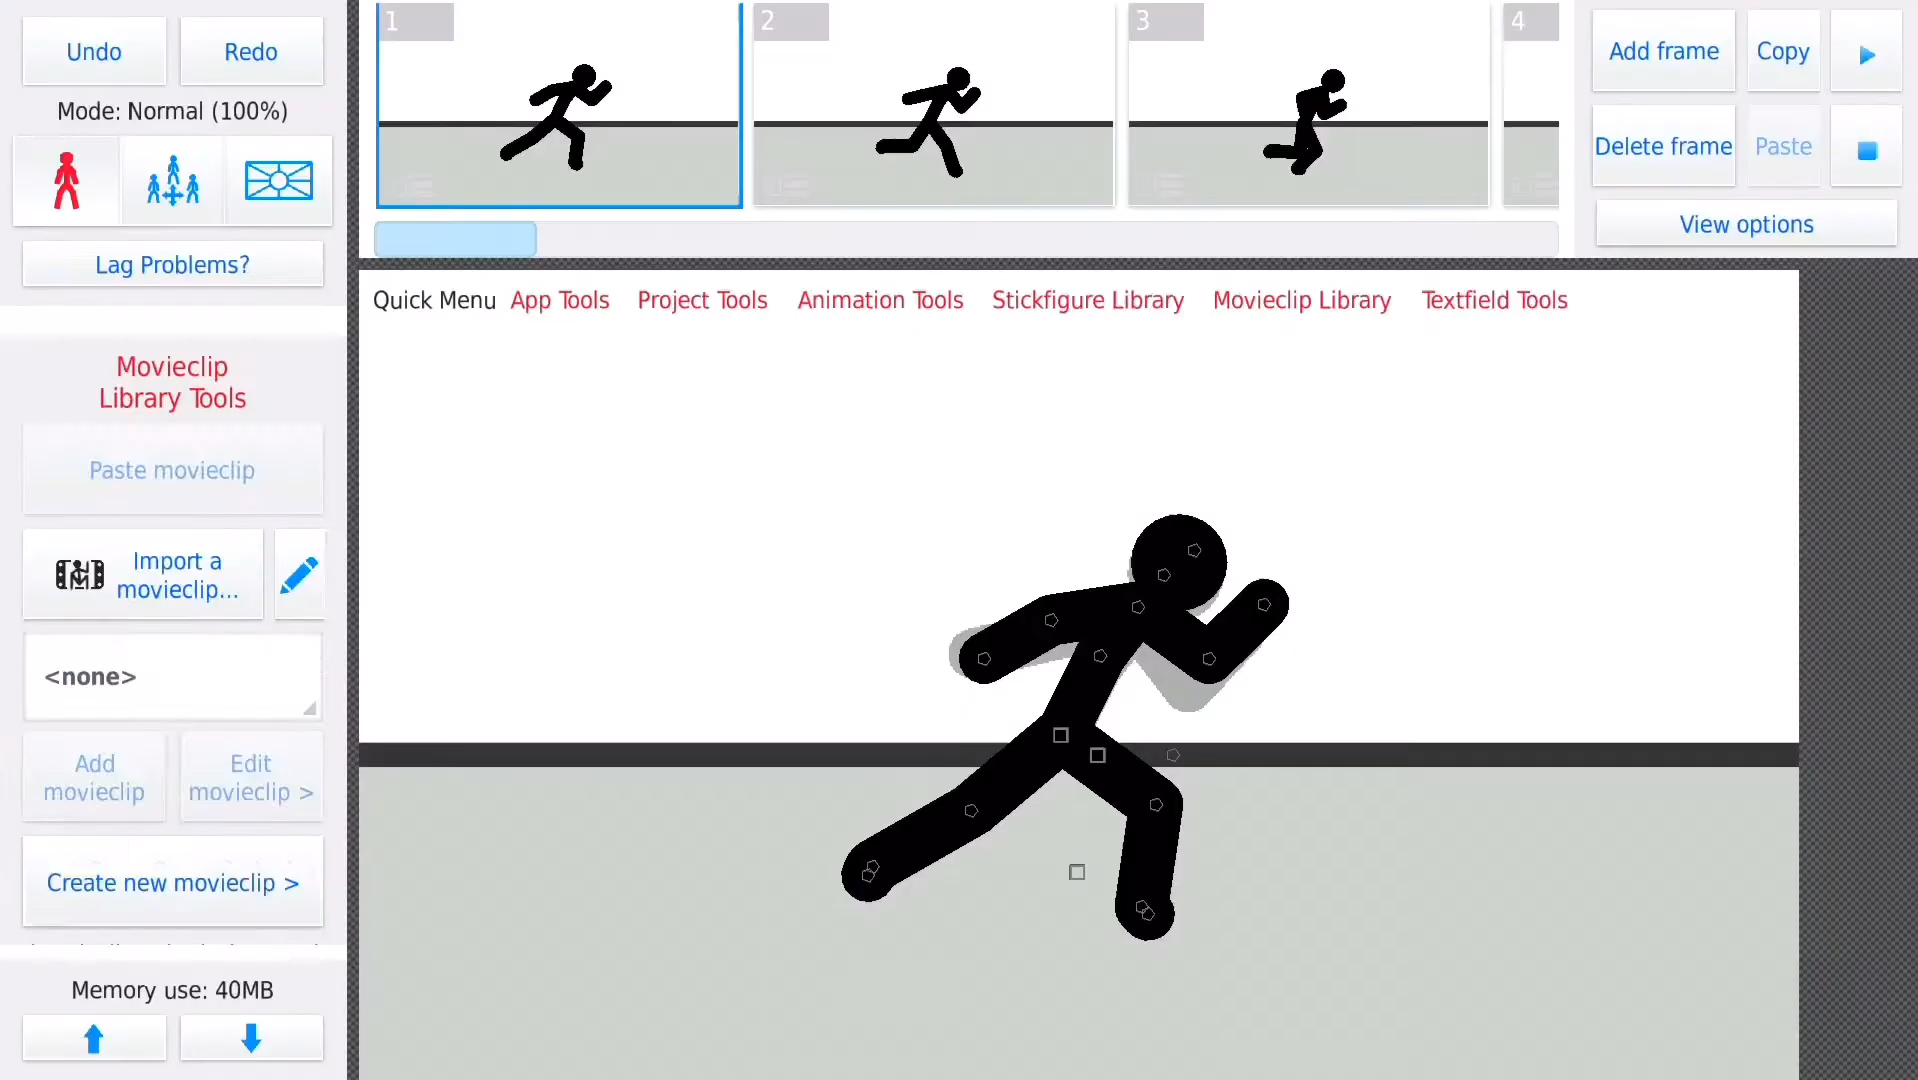 Undo
Redo
Mode: Normal (100%)
Lag Problems?
1
2
3
4
Add frame
Copy
Delete frame
Paste
View options
Quick Menu
App Tools
Project Tools
Animation Tools
Stickfigure Library
Movieclip Library
Textfield Tools
Movieclip
Library Tools
Paste movieclip
Import a
movieclip...
<none>
Add
movieclip
Edit
movieclip >
Create new movieclip >
Memory use: 40MB